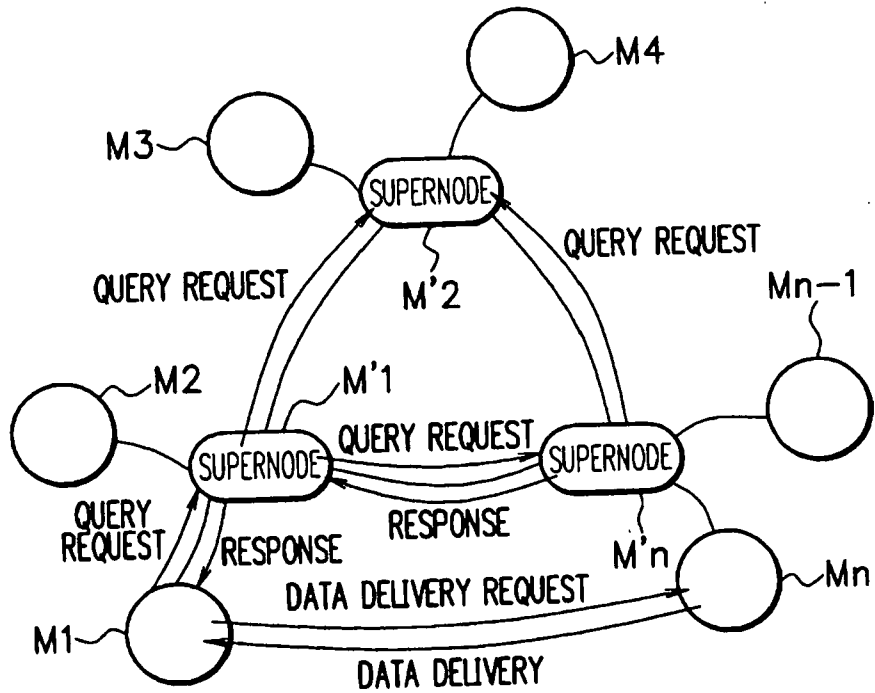 M4
M3
SUPERNODE
QUERY REQUEST
QUERY REQUEST
M'2
Mn-1
M2
M'1
QUERY REQUEST
SUPERNODE
SUPERNODE
QUERY
REQUEST
RESPONSE
RESPONSE
M'n
DATA DELIVERY REQUEST
Mn
M1
DATA DELIVERY